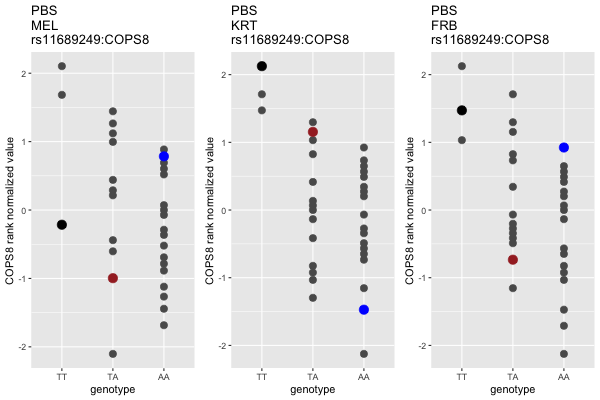 PBS
MEL
rs11689249:COPS8
COPS8 rank normalized value
2
1
0
-1
-2
TT
TA
AA
genotype
PBS
KRT
rs11689249:COPS8
COPS8 rank normalized value
2
1
0
-1
-2
TT
TA
AA
genotype
PBS
FRB
rs11689249:COPS8
COPS8 rank normalized value
2
1
0
-1
-2
TT
TA
AA
genotype